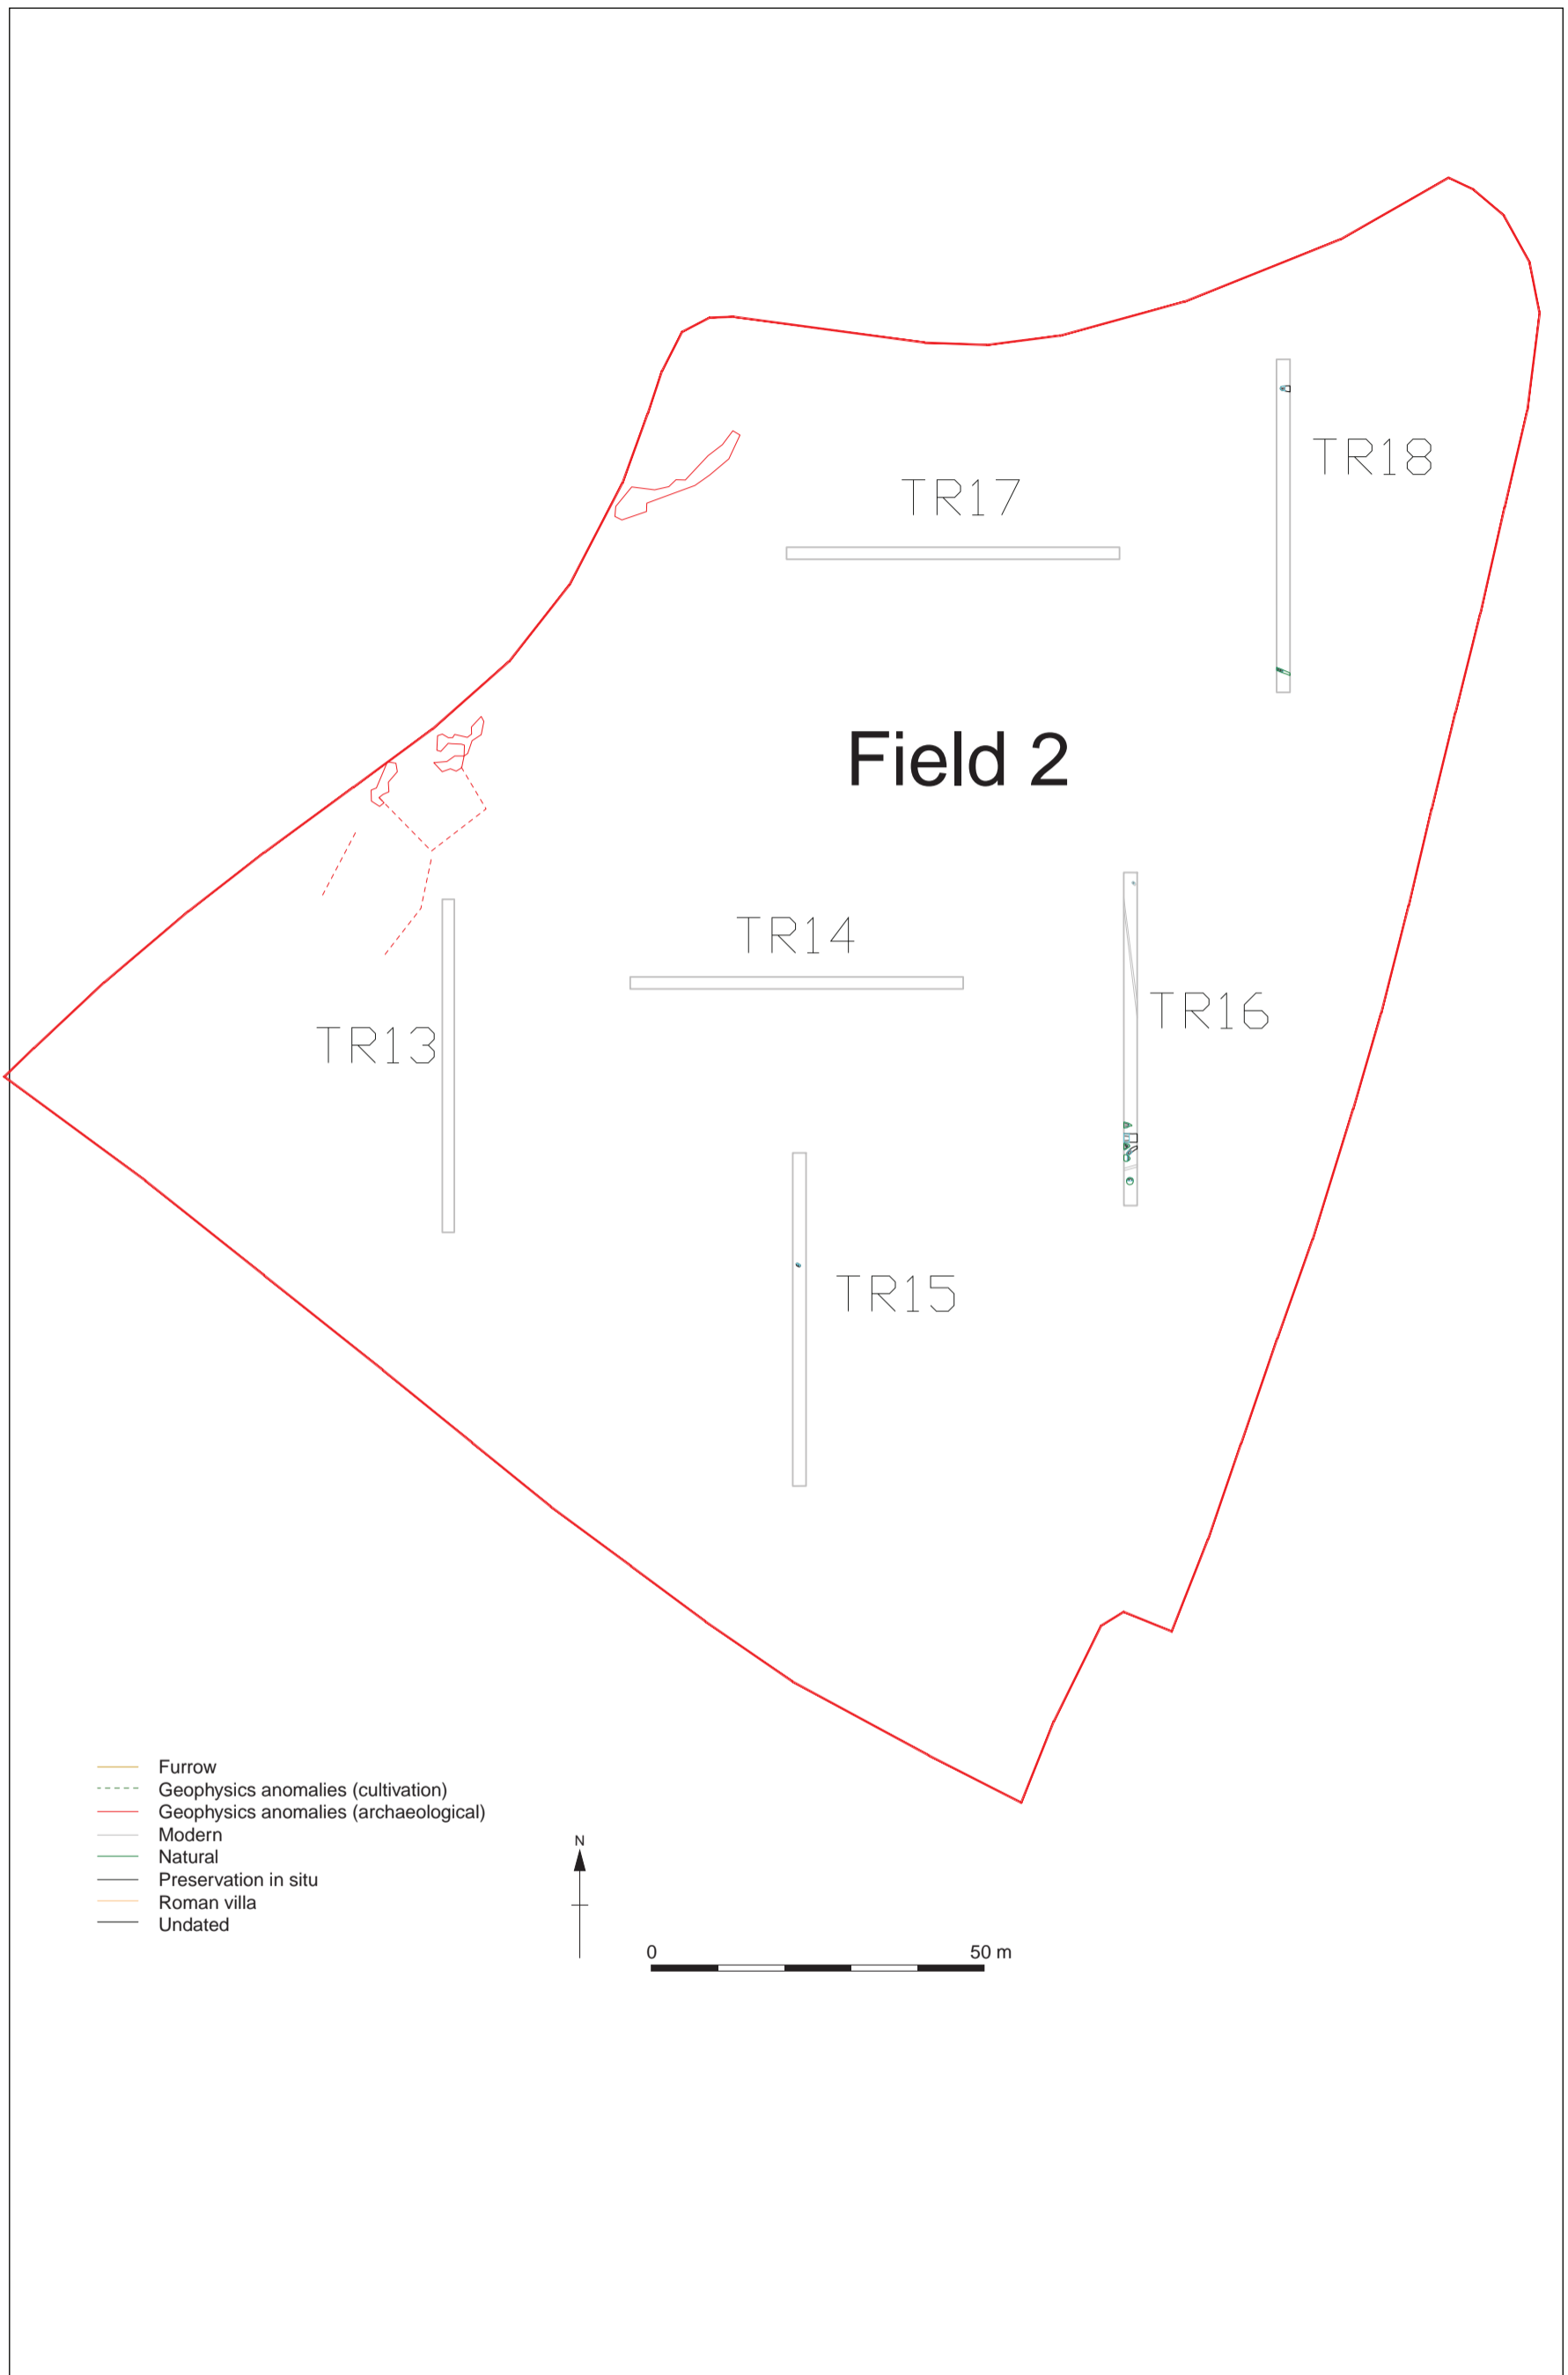 TR18
TR17
Field 2
TR14
TR16
TR13
TR15
Furrow
Geophysics anomalies (cultivation)
Geophysics anomalies (archaeological)
Modern
Natural
Preservation in situ
Roman villa
Undated
N
0 50 m